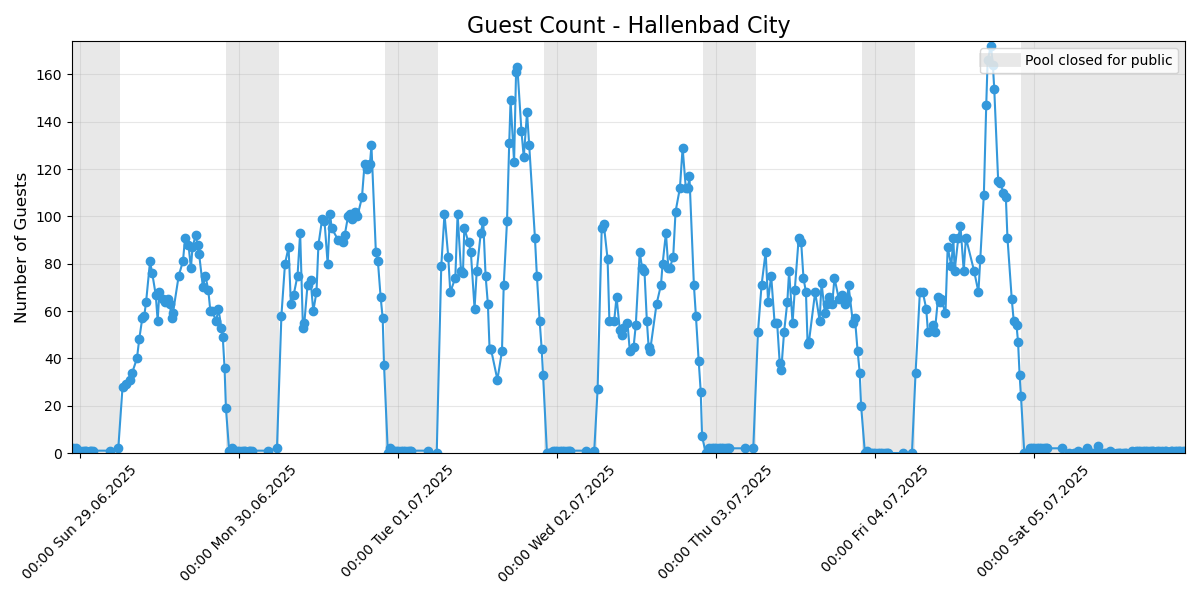 Guest Count - Hallenbad City
Pool closed for public
Number of Guests
160
140
120
100
80
60
40
20
0
00:00 Sun 29.06.2025
00:00 Mon 30.06.2025
00:00 Tue 01.07.2025
00:00 Wed 02.07.2025
00:00 Thu 03.07.2025
00:00 Fri 04.07.2025
00:00 Sat 05.07.2025